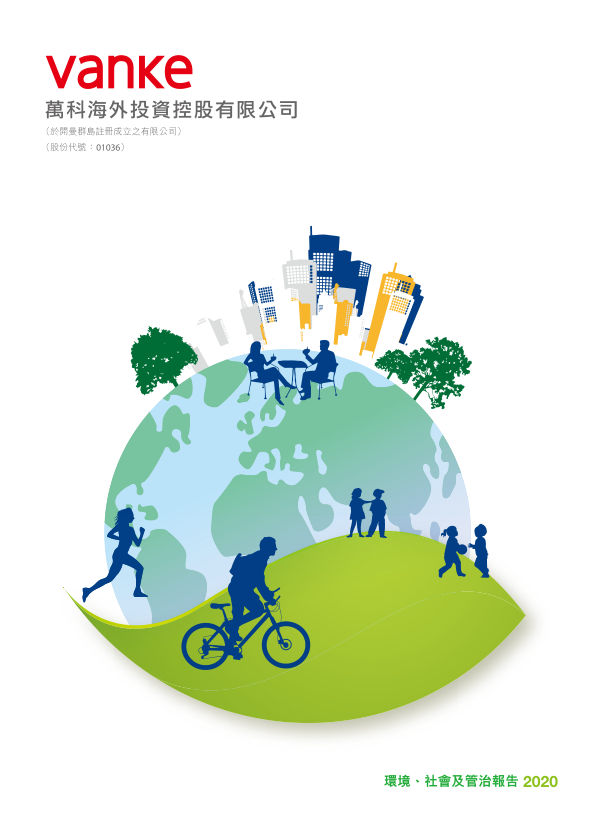 vanke
萬科海外投資控股有限公司
（於開曼群島註冊成立之有限公司）
（股份代號：01036）
環境、社會及管治報告 2020